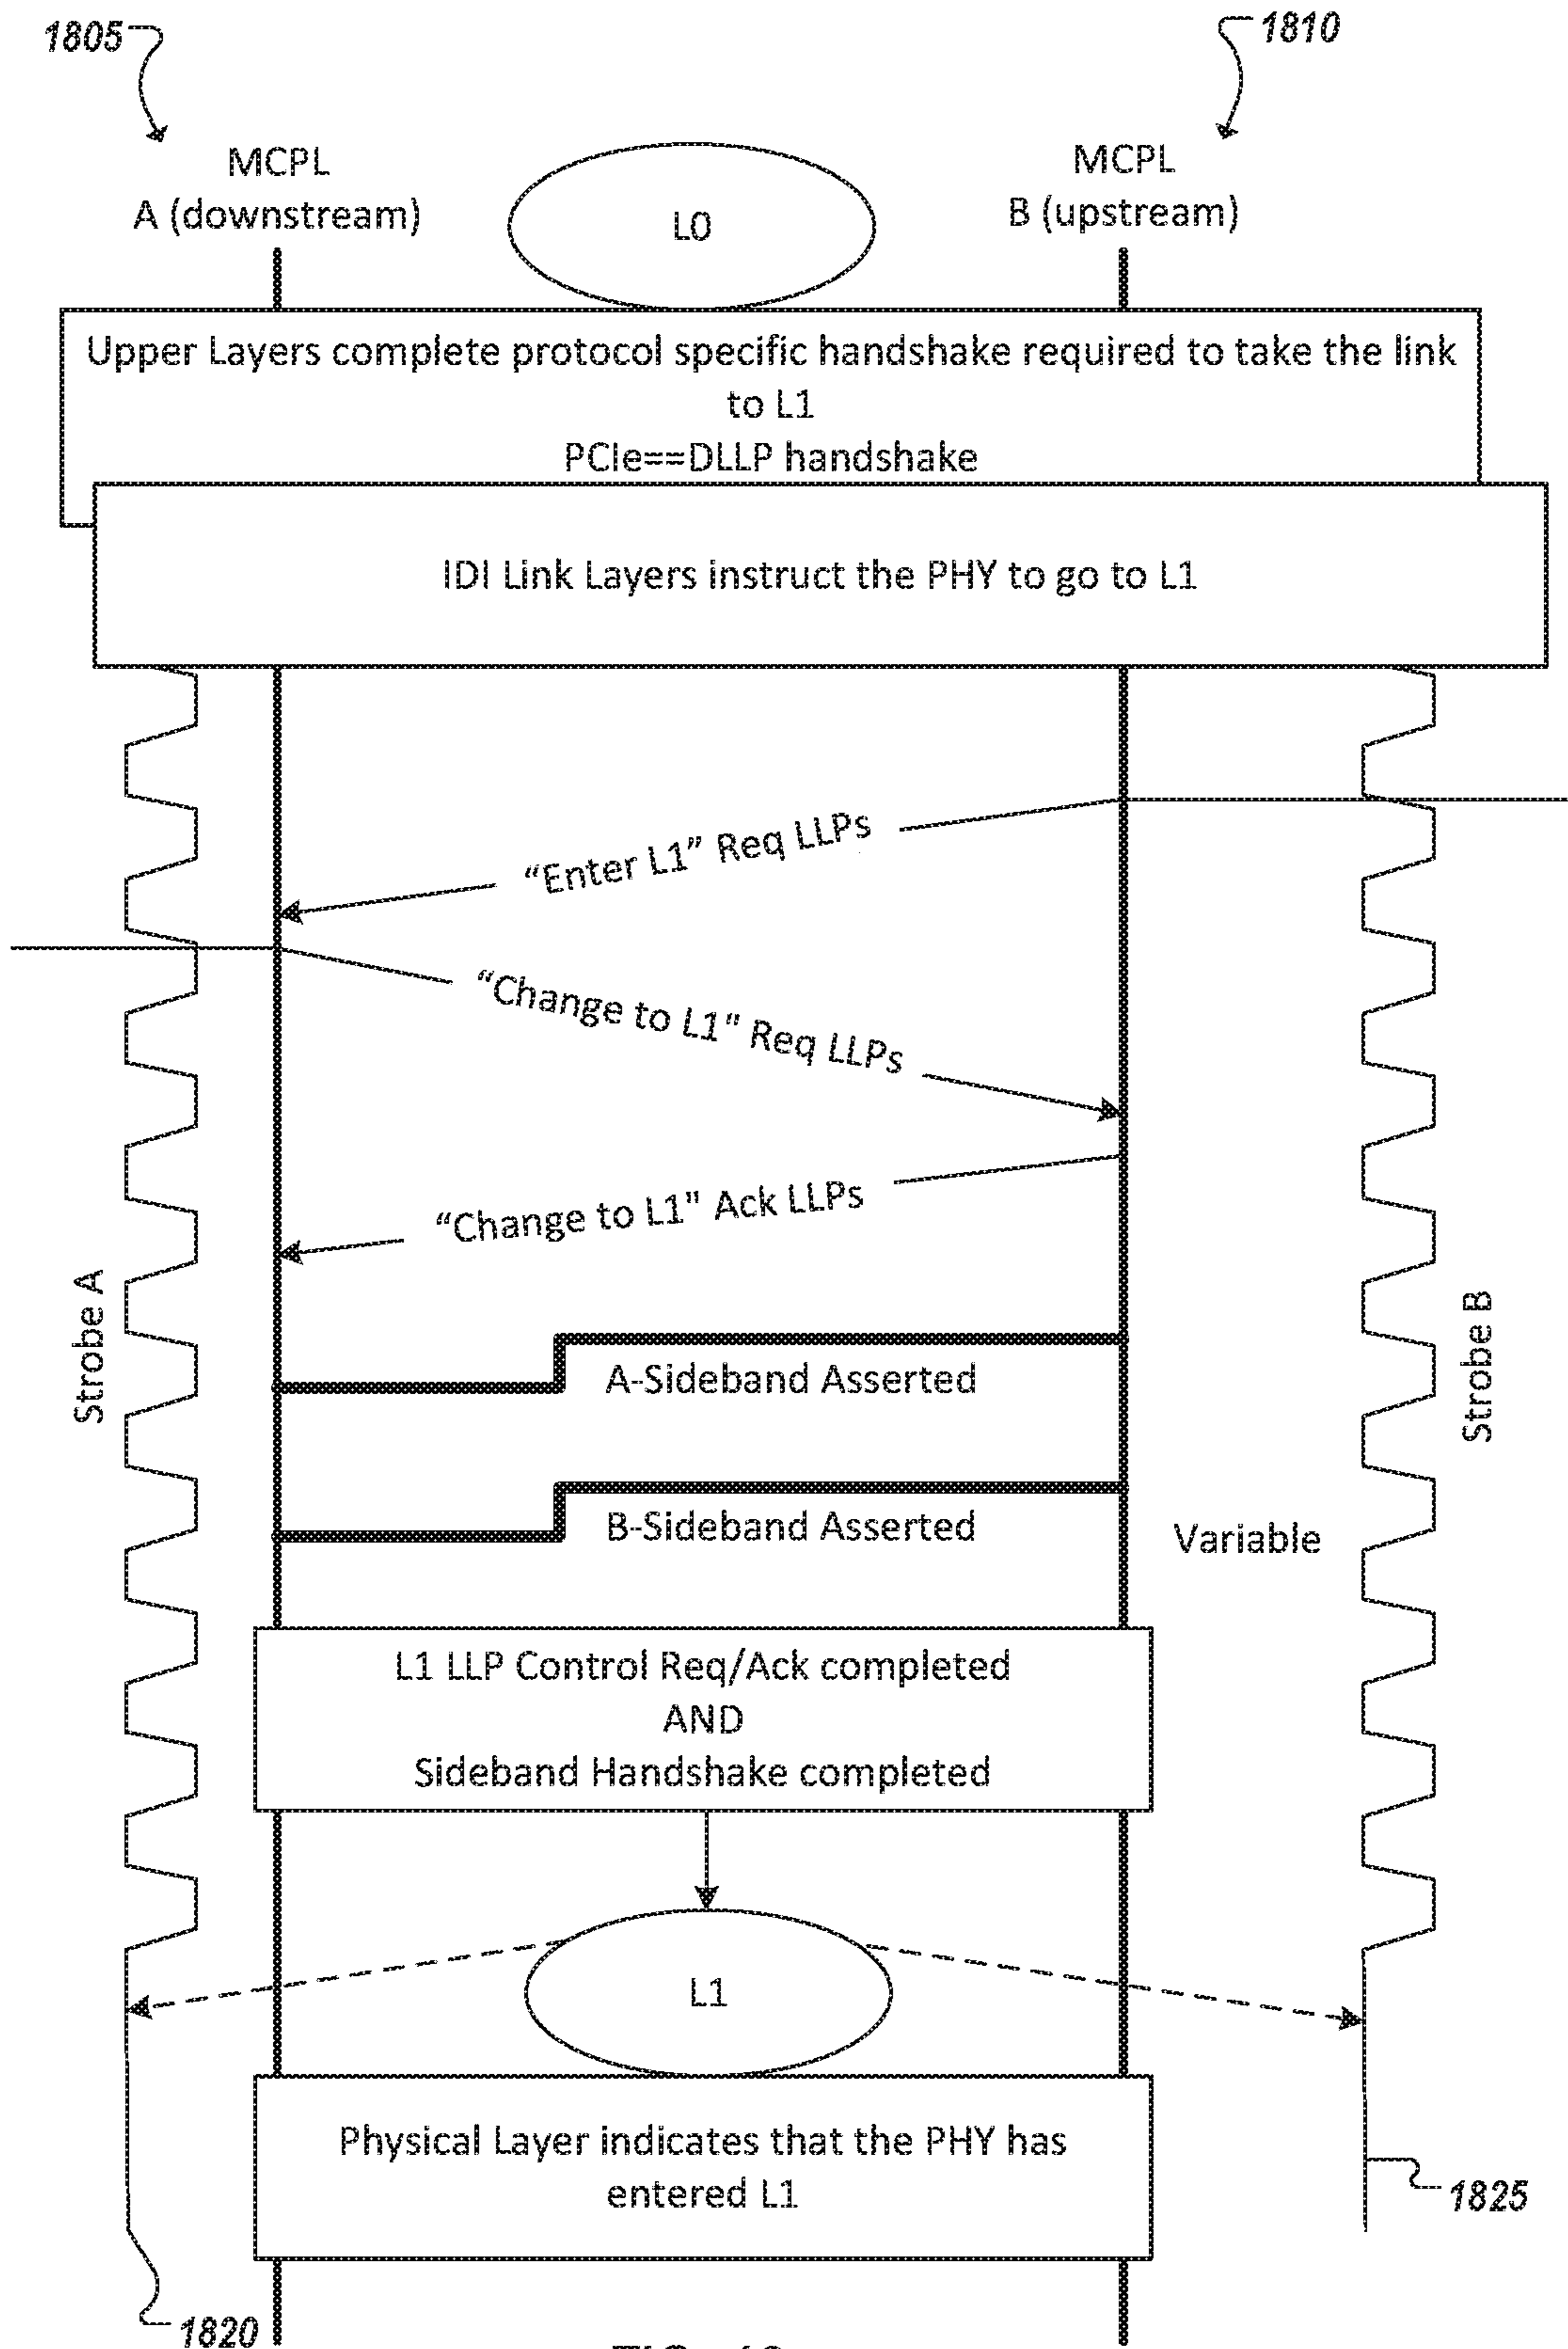 1805
1810
MCPL
A (downstream)
L0
MCPL
B (upstream)
Upper Layers complete protocol specific handshake required to take the link
to L1
PCIe==DLLP handshake
IDI Link Layers instruct the PHY to go to L1
“Enter L1” Req LLPs
“Change to L1" Req LLPs
“Change to L1" Ack LLPs
Strobe A
Strobe B
A-Sideband Asserted
B-Sideband Asserted
Variable
L1 LLP Control Req/Ack completed
AND
Sideband Handshake completed
L1
Physical Layer indicates that the PHY has
entered L1
1825
1820